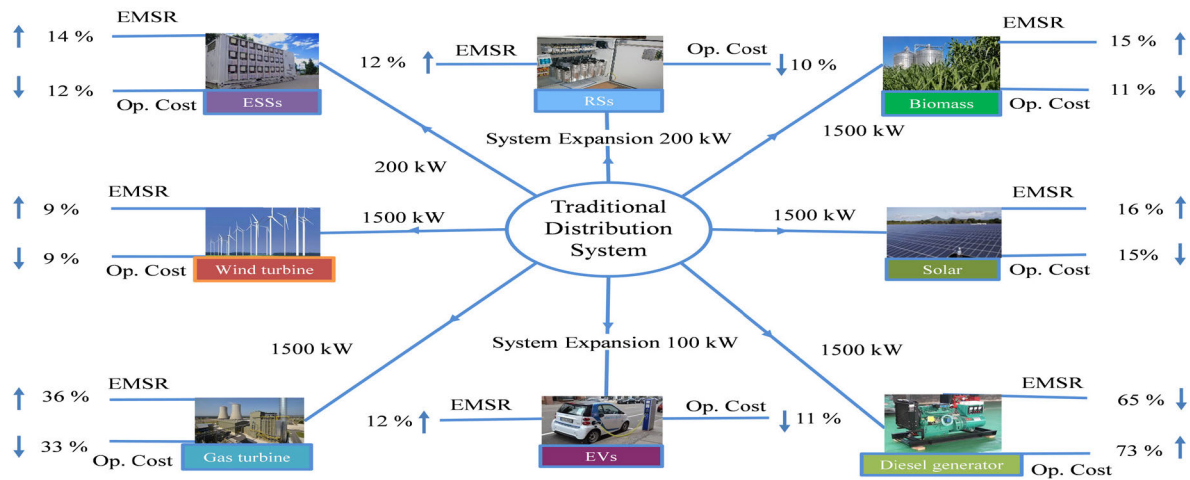 EMSR
14 %
12 %
Op. Cost
ESSs
12 %
EMSR
Op. Cost
10 %
RSs
EMSR
15 %
11 %
Op. Cost
Biomass
System Expansion 200 kW
200 kW
1500 kW
EMSR
9 %
9 %
Op. Cost
Wind turbine
1500 kW
Traditional
Distribution
System
1500 kW
EMSR
16 %
15%
Op. Cost
Solar
1500 kW
System Expansion 100 kW
1500 kW
EMSR
36 %
33 %
Op. Cost
Gas turbine
12 %
EMSR
Op. Cost
11 %
EVs
EMSR
65 %
73 %
Op. Cost
Diesel generator